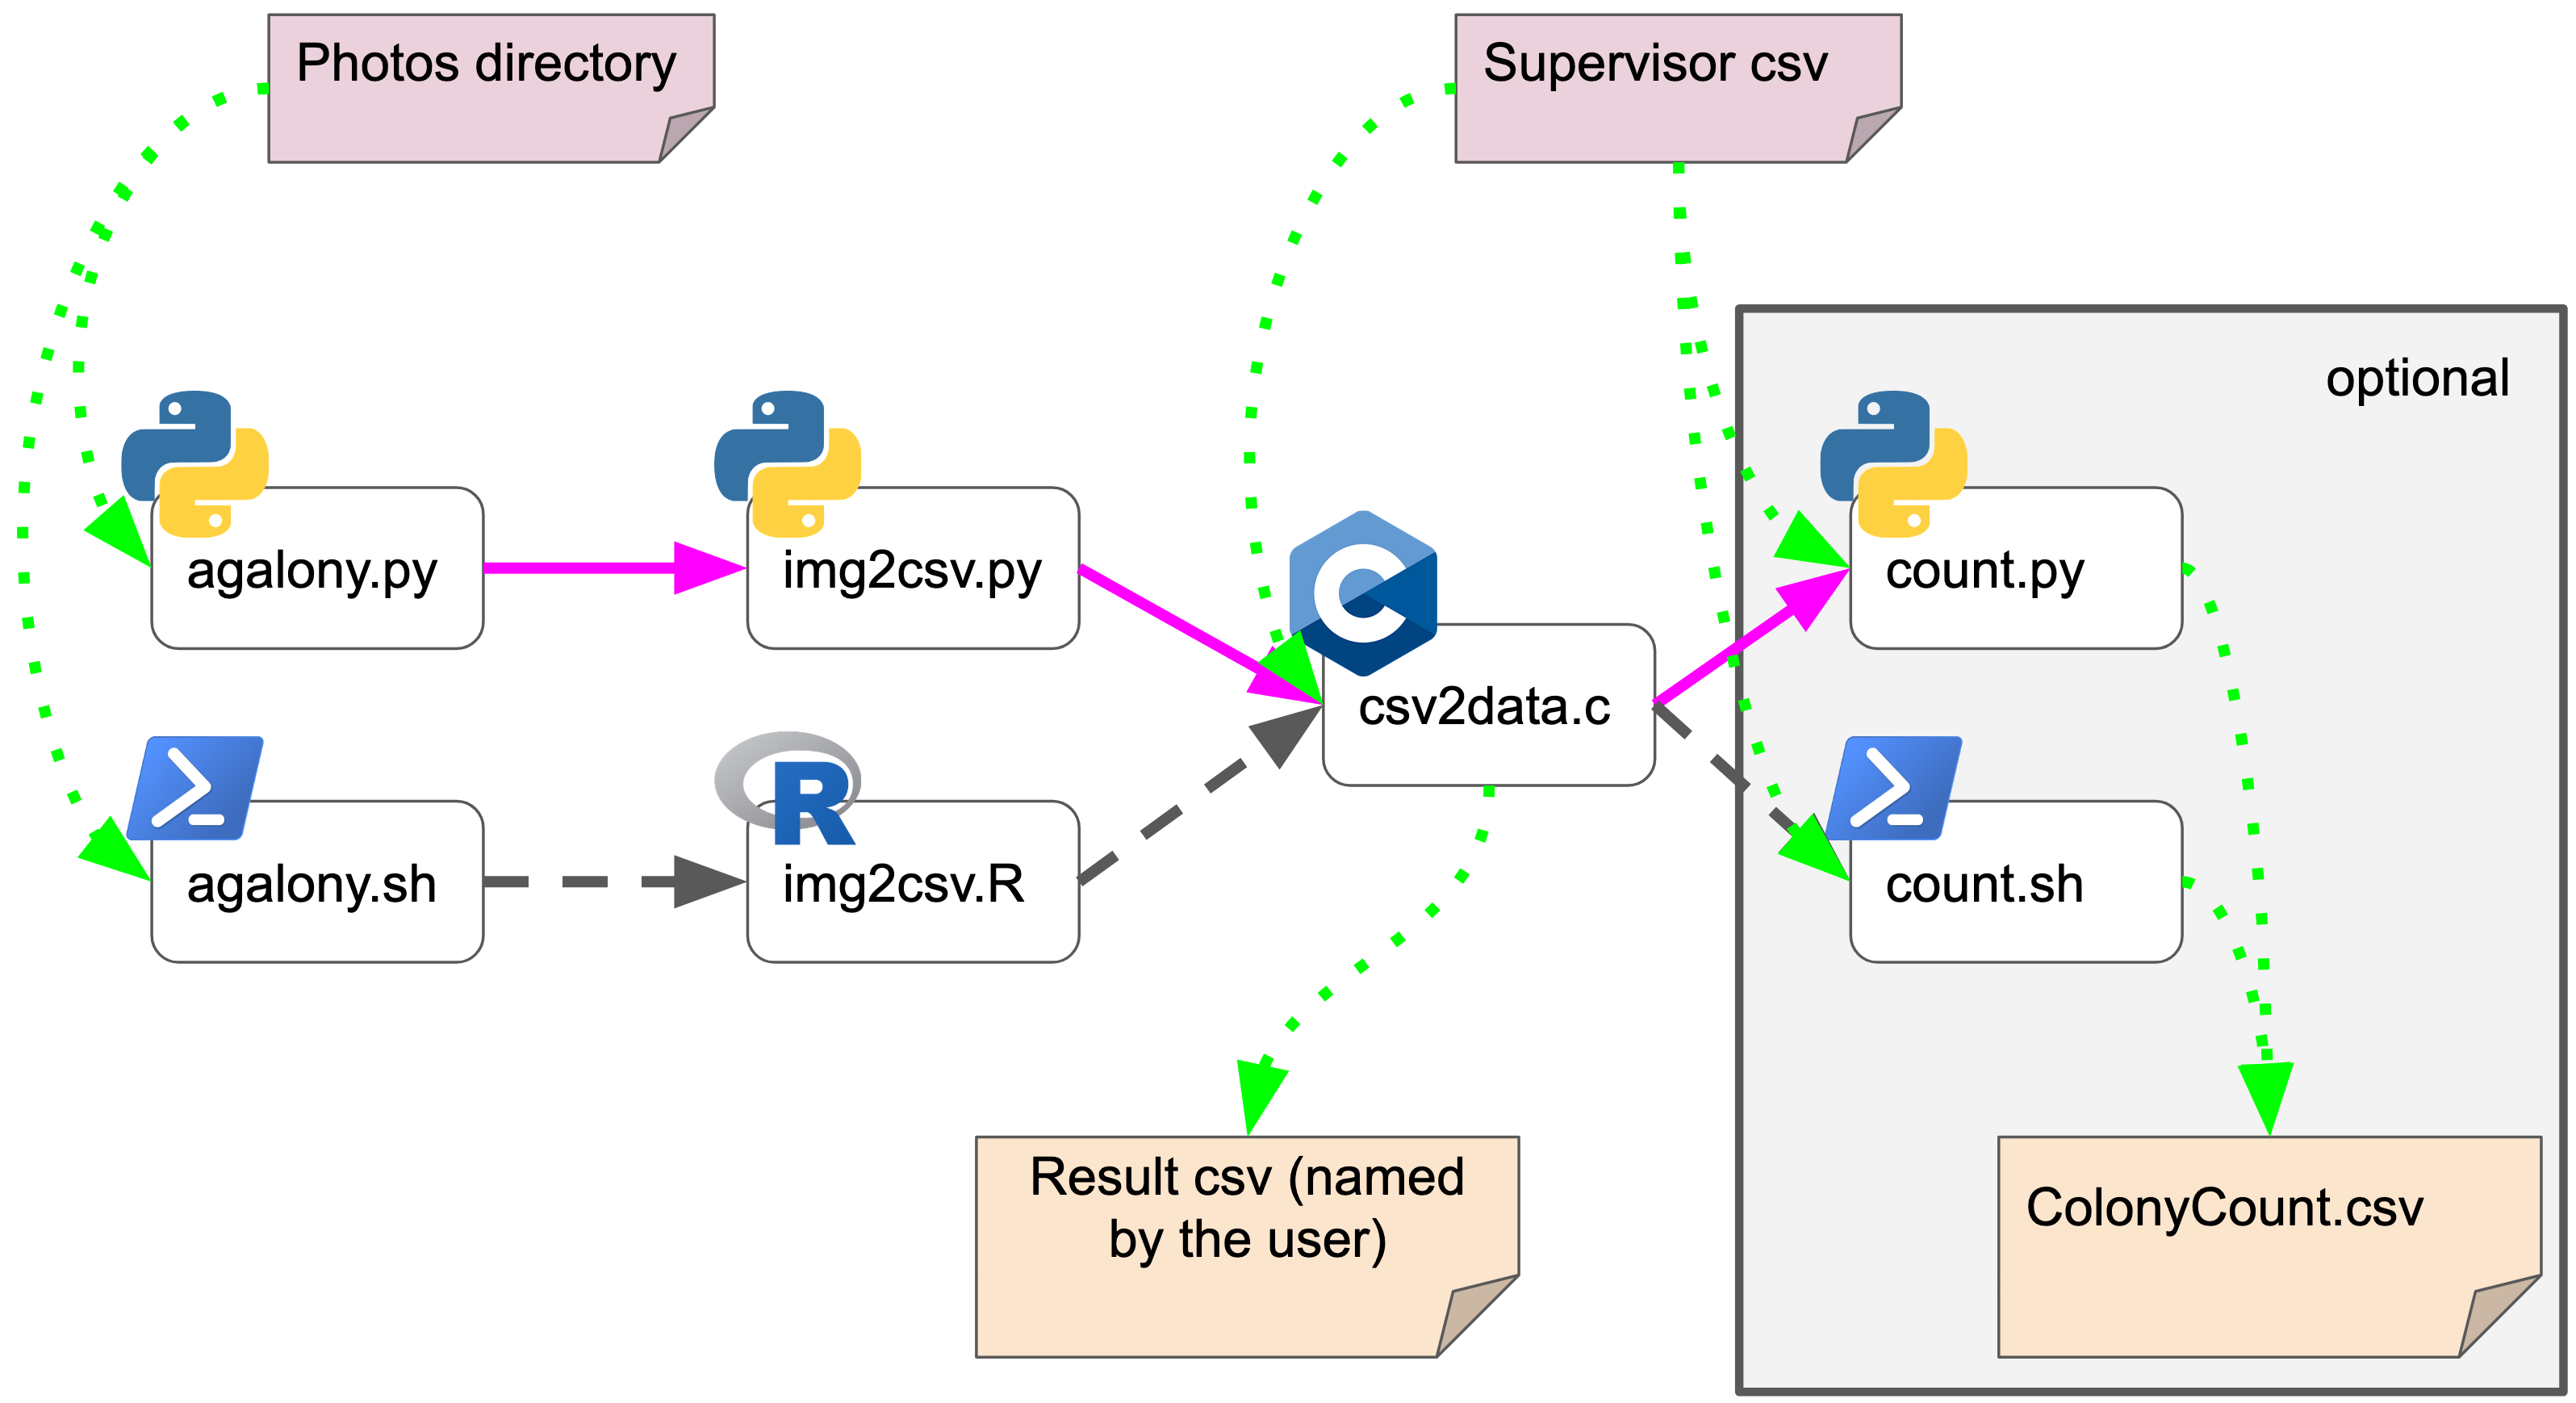 Photos directory
Supervisor csv
optional
agalony.py
img2csv.py
count.py
csv2data.c
agalony.sh
img2csv.R
count.sh
Result csv (named
by the user)
ColonyCount.csv